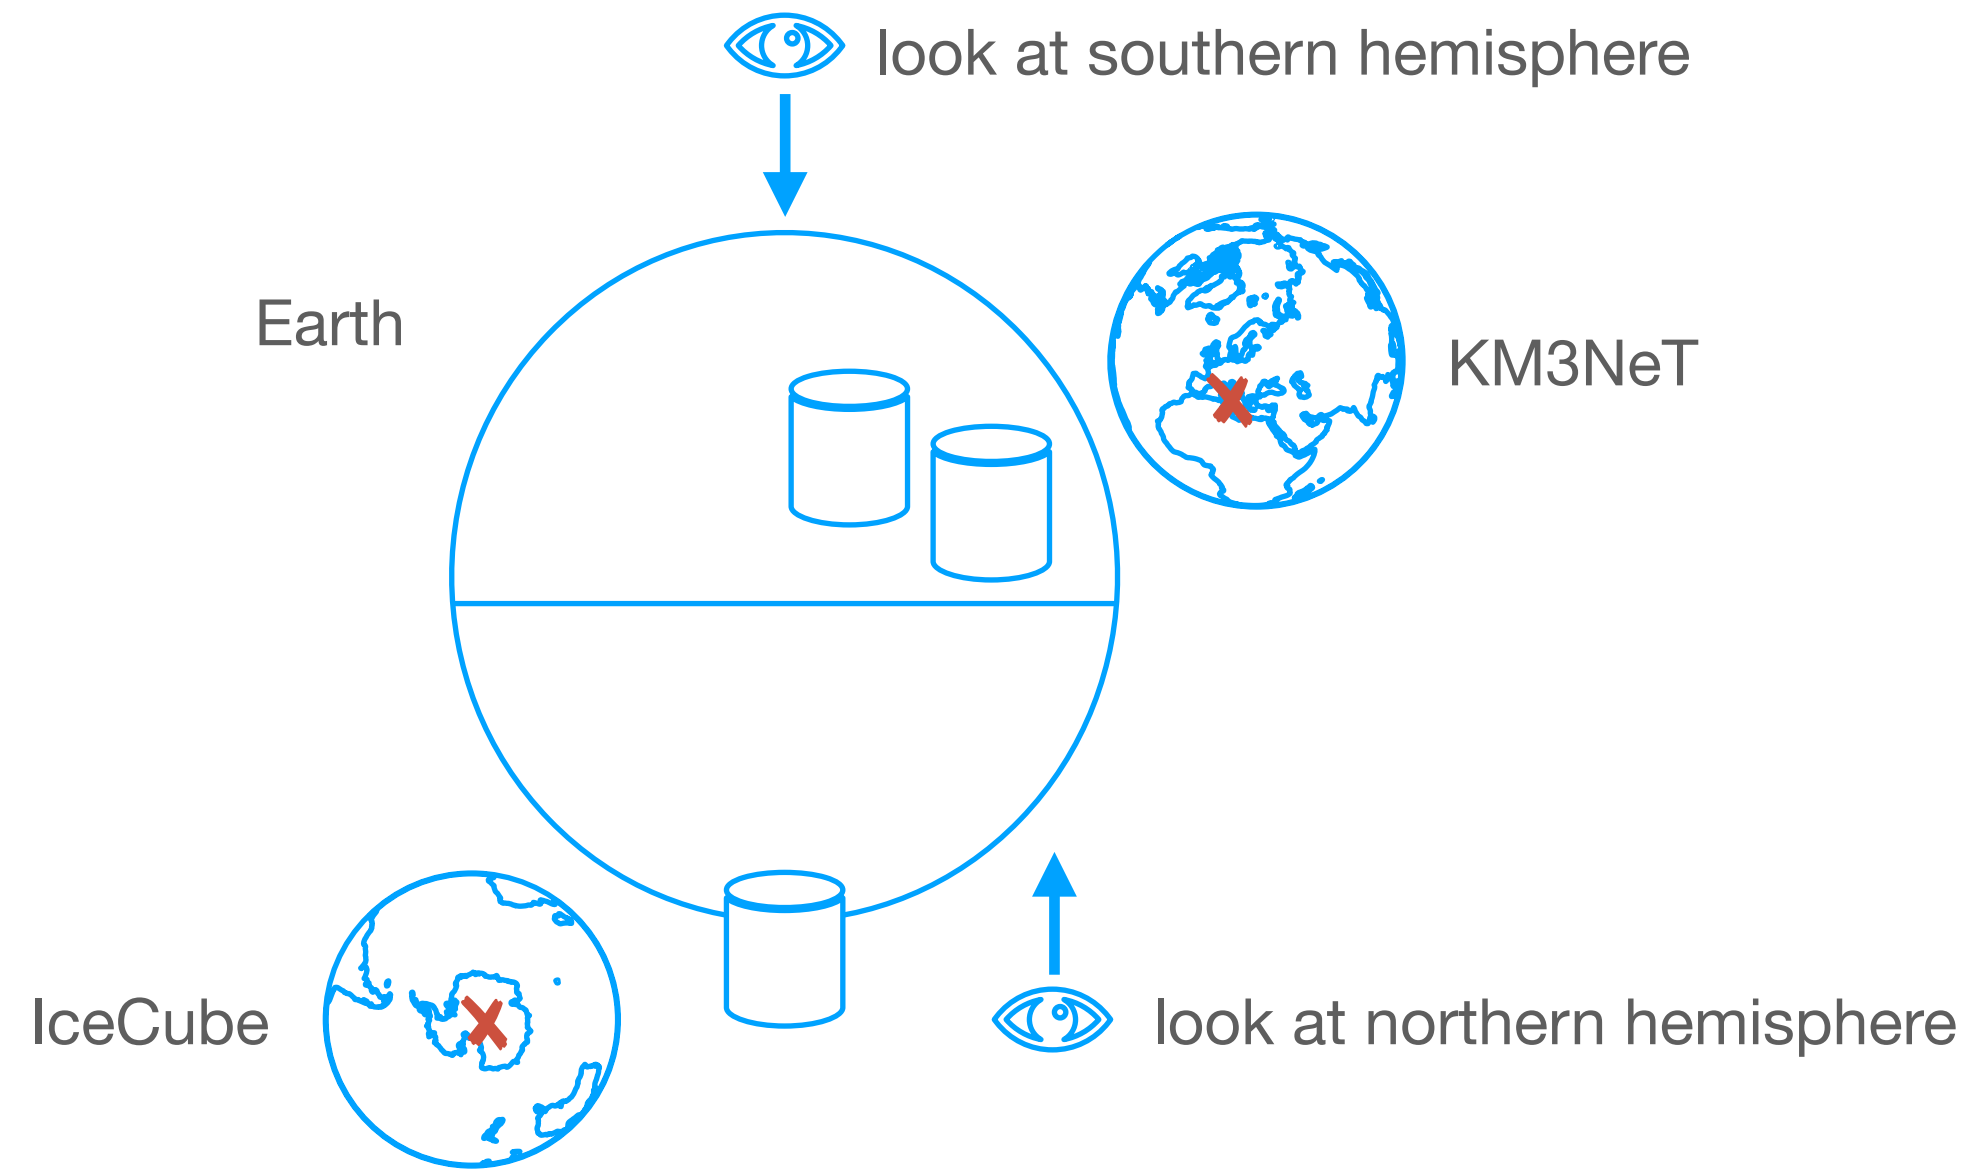 look at southern hemisphere
Earth
KM3NeT
IceCube
look at northern hemisphere